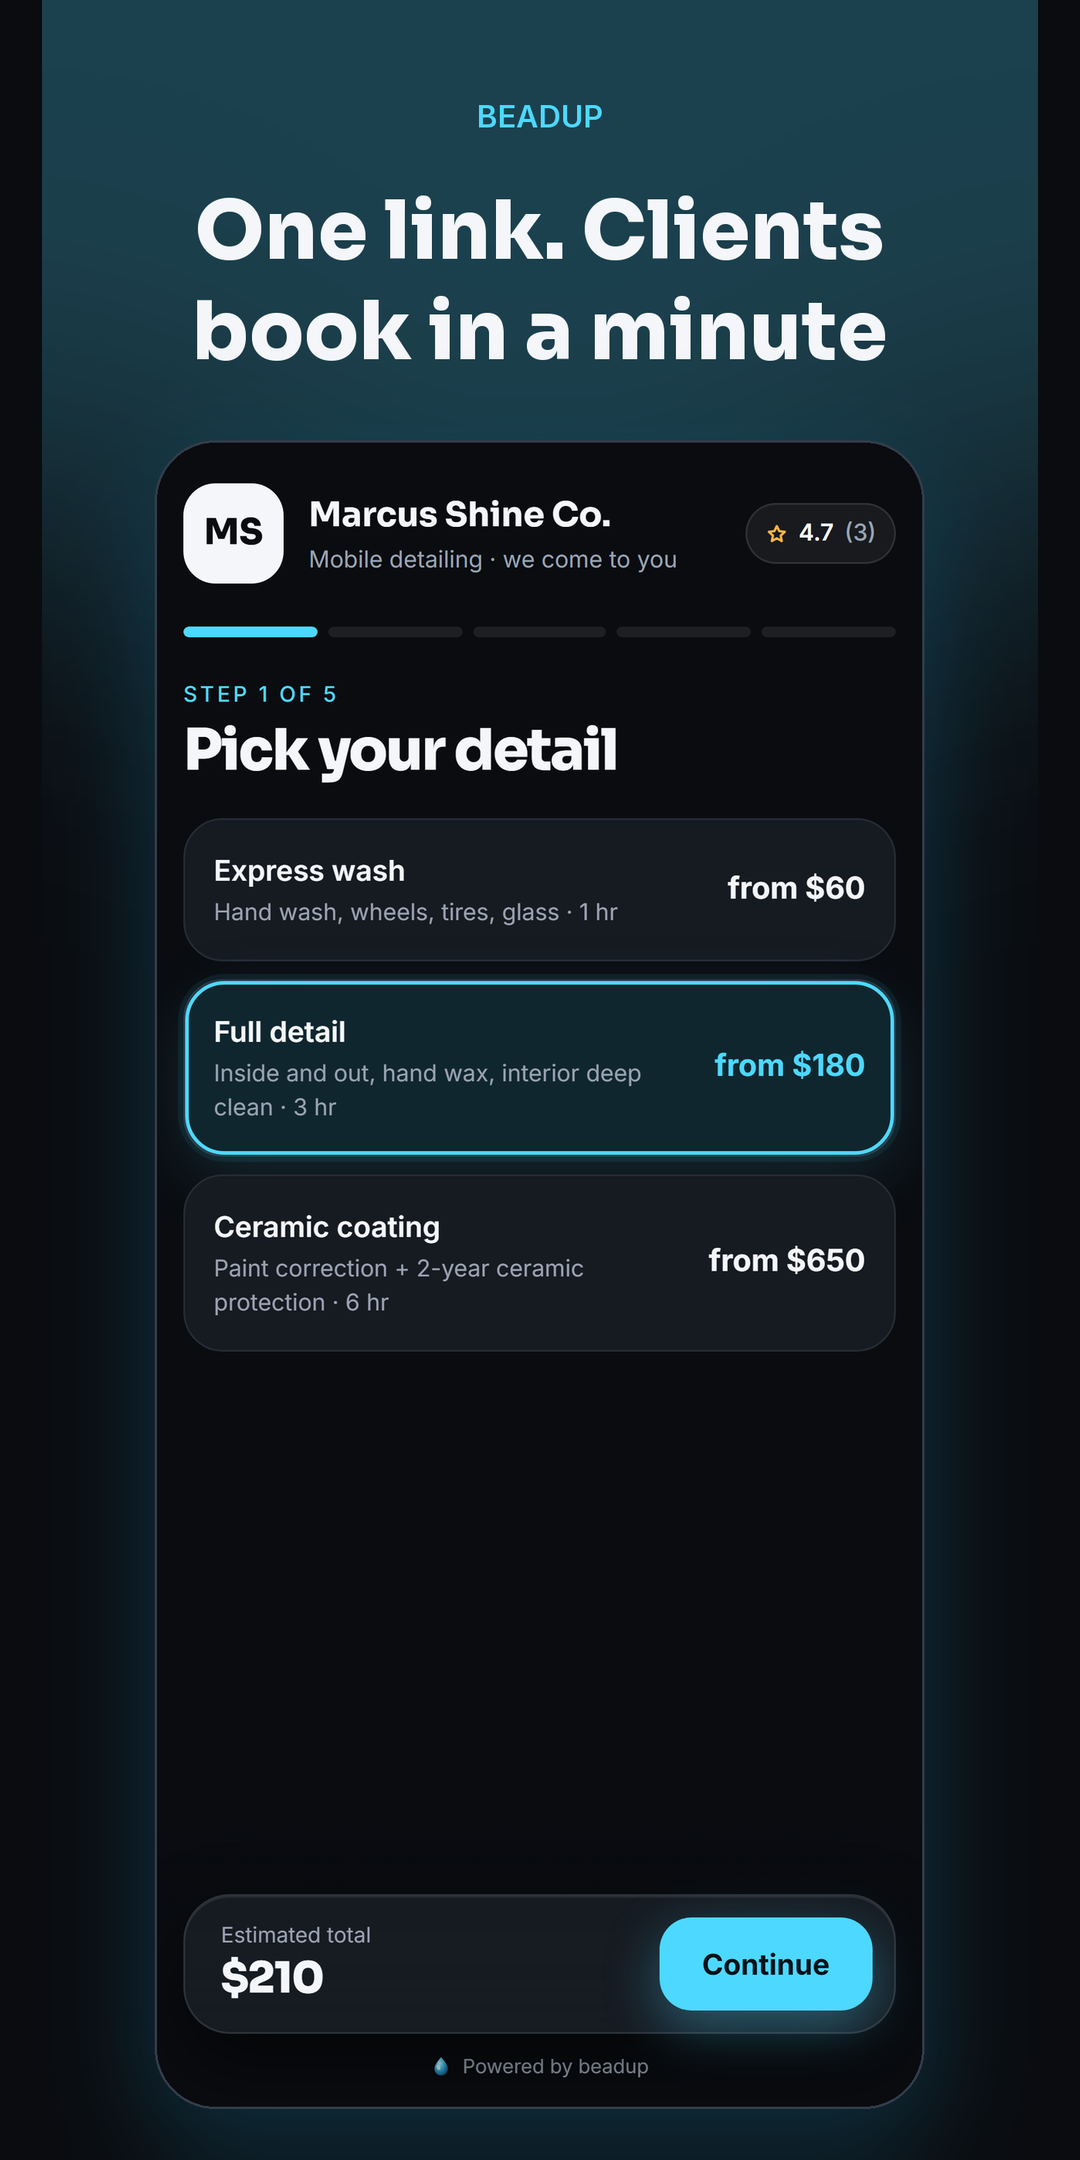 BEADUP
One link. Clients
book in a minute
MS
Marcus Shine Co.
Mobile detailing · we come to you
4.7 (3)
STEP 1 OF 5
Pick your detail
Express wash
Hand wash, wheels, tires, glass · 1 hr
from $60
Full detail
Inside and out, hand wax, interior deep
clean · 3 hr
from $180
Ceramic coating
Paint correction + 2-year ceramic
protection · 6 hr
from $650
Estimated total
$210
Continue
Powered by beadup